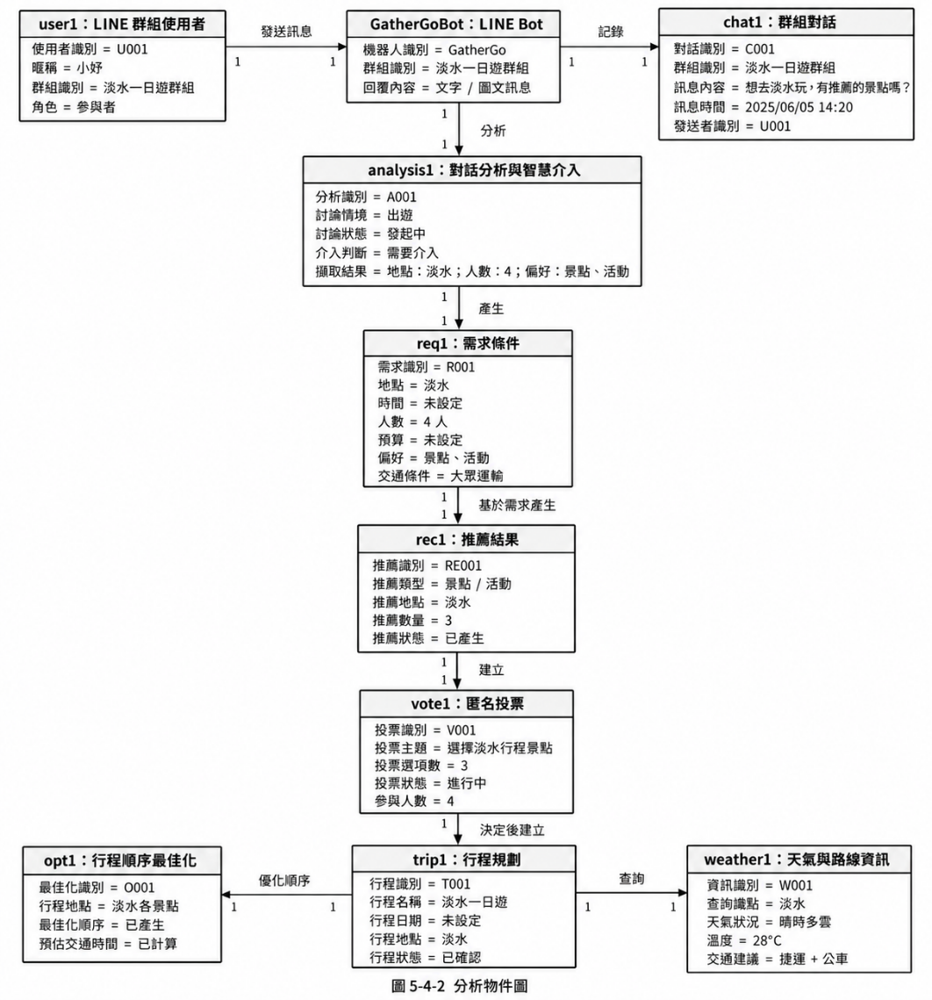 user1：LINE 群組使用者
使用者識別 = U001
暱稱 = 小妤
群組識別 = 淡水一日遊群組
角色 = 參與者
發送訊息
1
1
GatherGoBot：LINE Bot
機器人識別 = GatherGo
群組識別 = 淡水一日遊群組
回覆內容 = 文字 / 圖文訊息
記錄
1
1
chat1：群組對話
對話識別 = C001
群組識別 = 淡水一日遊群組
訊息內容 = 想去淡水玩，有推薦的景點嗎？
訊息時間 = 2025/06/05 14:20
發送者識別 = U001
1
分析
1
analysis1：對話分析與智慧介入
分析識別 = A001
討論情境 = 出遊
討論狀態 = 發起中
介入判斷 = 需要介入
擷取結果 = 地點：淡水；人數：4；偏好：景點、活動
1
產生
1
req1：需求條件
需求識別 = R001
地點 = 淡水
時間 = 未設定
人數 = 4 人
預算 = 未設定
偏好 = 景點、活動
交通條件 = 大眾運輸
1
基於需求產生
1
rec1：推薦結果
推薦識別 = RE001
推薦類型 = 景點 / 活動
推薦地點 = 淡水
推薦數量 = 3
推薦狀態 = 已產生
1
建立
1
vote1：匿名投票
投票識別 = V001
投票主題 = 選擇淡水行程景點
投票選項數 = 3
投票狀態 = 進行中
參與人數 = 4
1
決定後建立
opt1：行程順序最佳化
最佳化識別 = O001
行程地點 = 淡水各景點
最佳化順序 = 已產生
預估交通時間 = 已計算
優化順序
1
1
trip1：行程規劃
行程識別 = T001
行程名稱 = 淡水一日遊
行程日期 = 未設定
行程地點 = 淡水
行程狀態 = 已確認
查詢
1
1
weather1：天氣與路線資訊
資訊識別 = W001
查詢識點 = 淡水
天氣狀況 = 晴時多雲
溫度 = 28°C
交通建議 = 捷運 + 公車
圖 5-4-2 分析物件圖